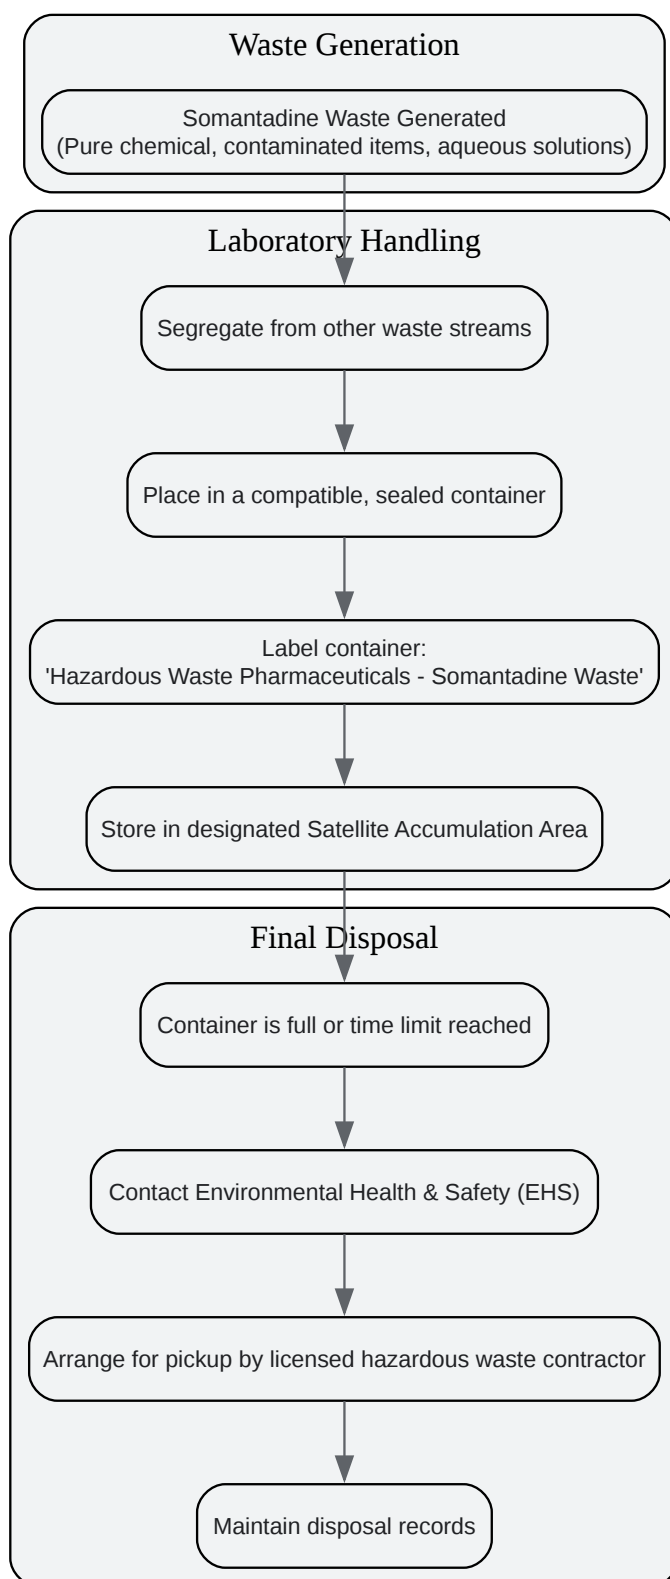 Waste Generation
Somantadine Waste Generated
(Pure chemical, contaminated items, aqueous solutions)
Laboratory Handling
Segregate from other waste streams
Place in a compatible, sealed container
Label container:
'Hazardous Waste Pharmaceuticals - Somantadine Waste'
Store in designated Satellite Accumulation Area
Final Disposal
Container is full or time limit reached
Contact Environmental Health & Safety (EHS)
Arrange for pickup by licensed hazardous waste contractor
Maintain disposal records